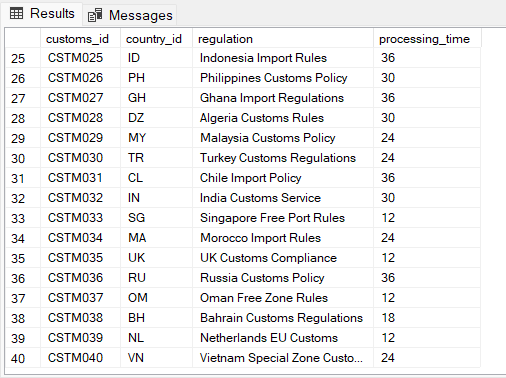 Results Messages
customs_id country_id regulation processing_time
25 CSTM025 ID Indonesia Import Rules 36
26 CSTM026 PH Philippines Customs Policy 30
27 CSTM027 GH Ghana Import Regulations 36
28 CSTM028 DZ Algeria Customs Rules 30
29 CSTM029 MY Malaysia Customs Policy 24
30 CSTM030 TR Turkey Customs Regulations 24
31 CSTM031 CL Chile Import Policy 36
32 CSTM032 IN India Customs Service 30
33 CSTM033 SG Singapore Free Port Rules 12
34 CSTM034 MA Morocco Import Rules 24
35 CSTM035 UK UK Customs Compliance 12
36 CSTM036 RU Russia Customs Policy 36
37 CSTM037 OM Oman Free Zone Rules 12
38 CSTM038 BH Bahrain Customs Regulations 18
39 CSTM039 NL Netherlands EU Customs 12
40 CSTM040 VN Vietnam Special Zone Custo... 24